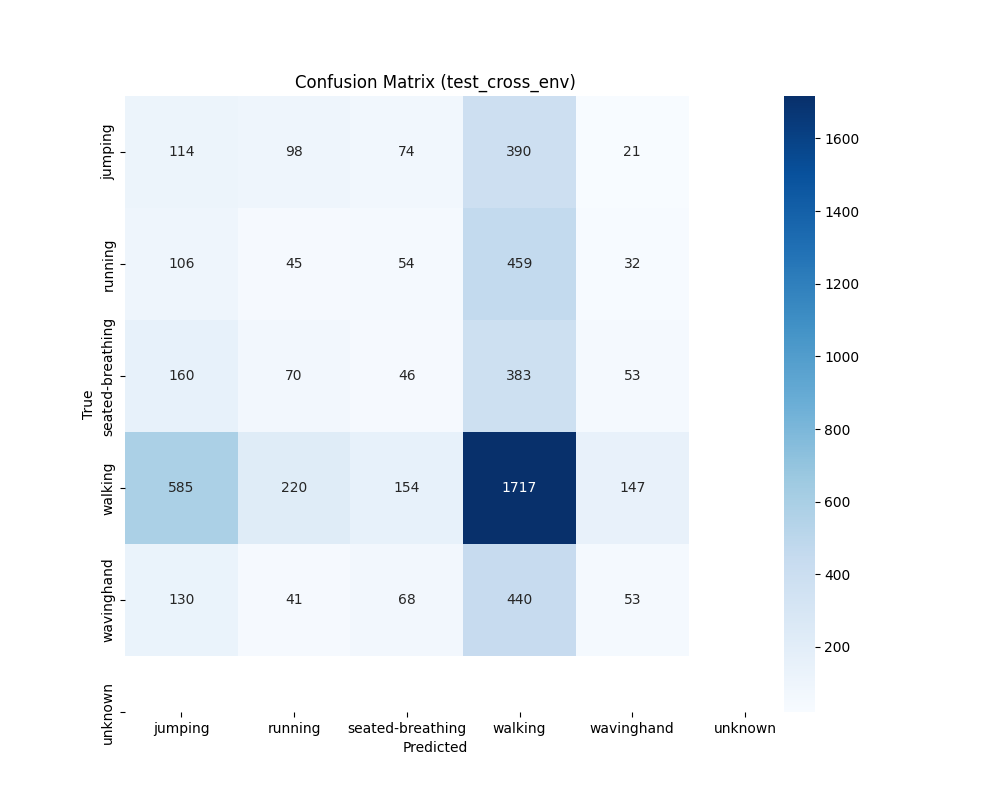 Confusion Matrix (test_cross_env)
True
jumping 114 98 74 390 21
running 106 45 54 459 32
seated-breathing 160 70 46 383 53
walking 585 220 154 1717 147
wavinghand 130 41 68 440 53
unknown
jumping running seated-breathing walking wavinghand unknown
Predicted
1600
1400
1200
1000
800
600
400
200